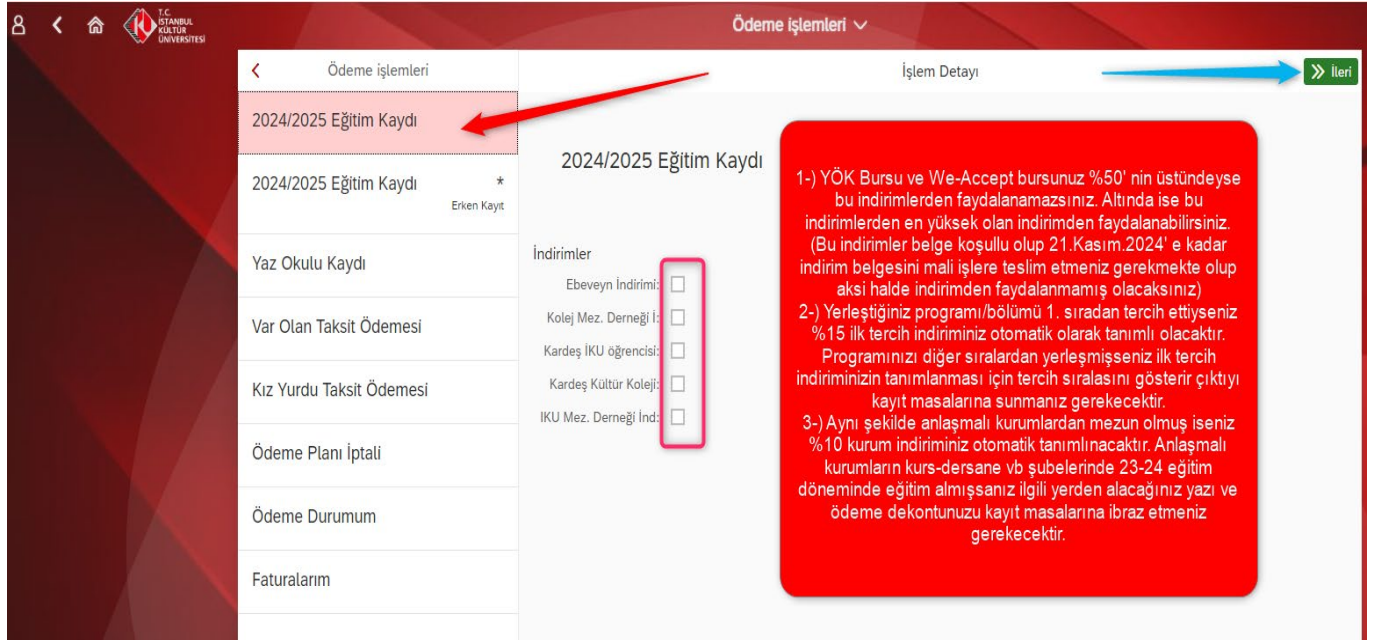 T.C.
İSTANBUL
KÜLTÜR
ÜNİVERSİTESİ
Ödeme işlemleri
Ödeme işlemleri
İşlem Detayı
İleri
2024/2025 Eğitim Kaydı
2024/2025 Eğitim Kaydı *
Erken Kayıt
Yaz Okulu Kaydı
Var Olan Taksit Ödemesi
Kız Yurdu Taksit Ödemesi
Ödeme Planı İptali
Ödeme Durumum
Faturalarım
2024/2025 Eğitim Kaydı
İndirimler
Ebeveyn İndirimi:
Kolej Mez. Derneği İ:
Kardeş İKU öğrencisi:
Kardeş Kültür Koleji:
IKU Mez. Derneği İnd:
1-) YÖK Bursu ve We-Accept bursunuz %50' nin üstündeyse
bu indirimlerden faydalanamazsınız. Altında ise bu
indirimlerden en yüksek olan indirimden faydalanabilirsiniz.
(Bu indirimler belge koşullu olup 21.Kasım.2024' e kadar
indirim belgesini mali işlere teslim etmeniz gerekmekte olup
aksi halde indirimden faydalanmamış olacaksınız)
2-) Yerleştiğiniz programı/bölümü 1. sıradan tercih ettiyseniz
%15 ilk tercih indiriminiz otomatik olarak tanımlı olacaktır.
Programınızı diğer sıralardan yerleşmişseniz ilk tercih
indiriminizin tanımlanması için tercih sıralasını gösterir çıktıyı
kayıt masalarına sunmanız gerekecektir.
3-) Aynı şekilde anlaşmalı kurumlardan mezun olmuş iseniz
%10 kurum indiriminiz otomatik tanımlınacaktır. Anlaşmalı
kurumların kurs-dersane vb şubelerinde 23-24 eğitim
döneminde eğitim almışsanız ilgili yerden alacağınız yazı ve
ödeme dekontunuzu kayıt masalarına ibraz etmeniz
gerekecektir.